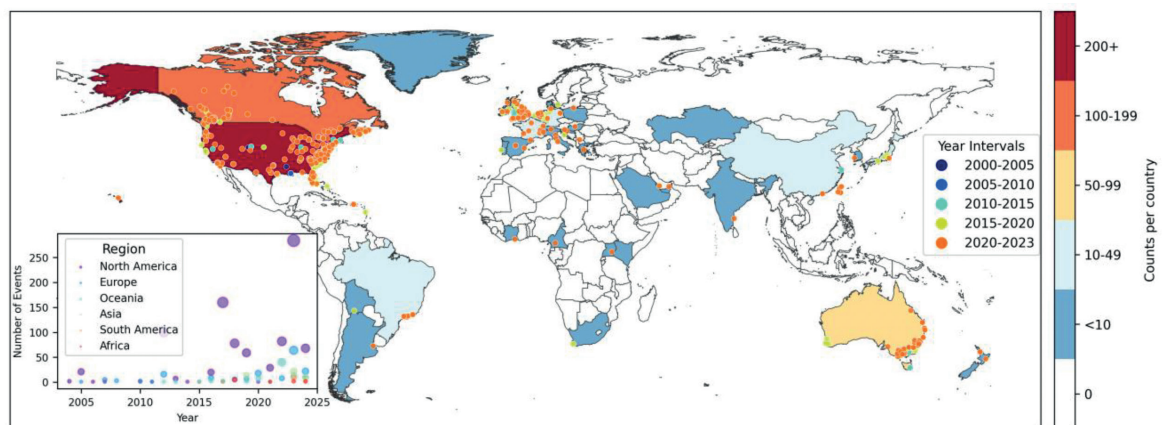 200+
100-199
50-99
10-49
<10
0
Counts per country
Year Intervals
2000-2005
2005-2010
2010-2015
2015-2020
2020-2023
Region
North America
Europe
Oceania
Asia
South America
Africa
Number of Events
250
200
150
100
50
0
2005
2010
2015
2020
2025
Year